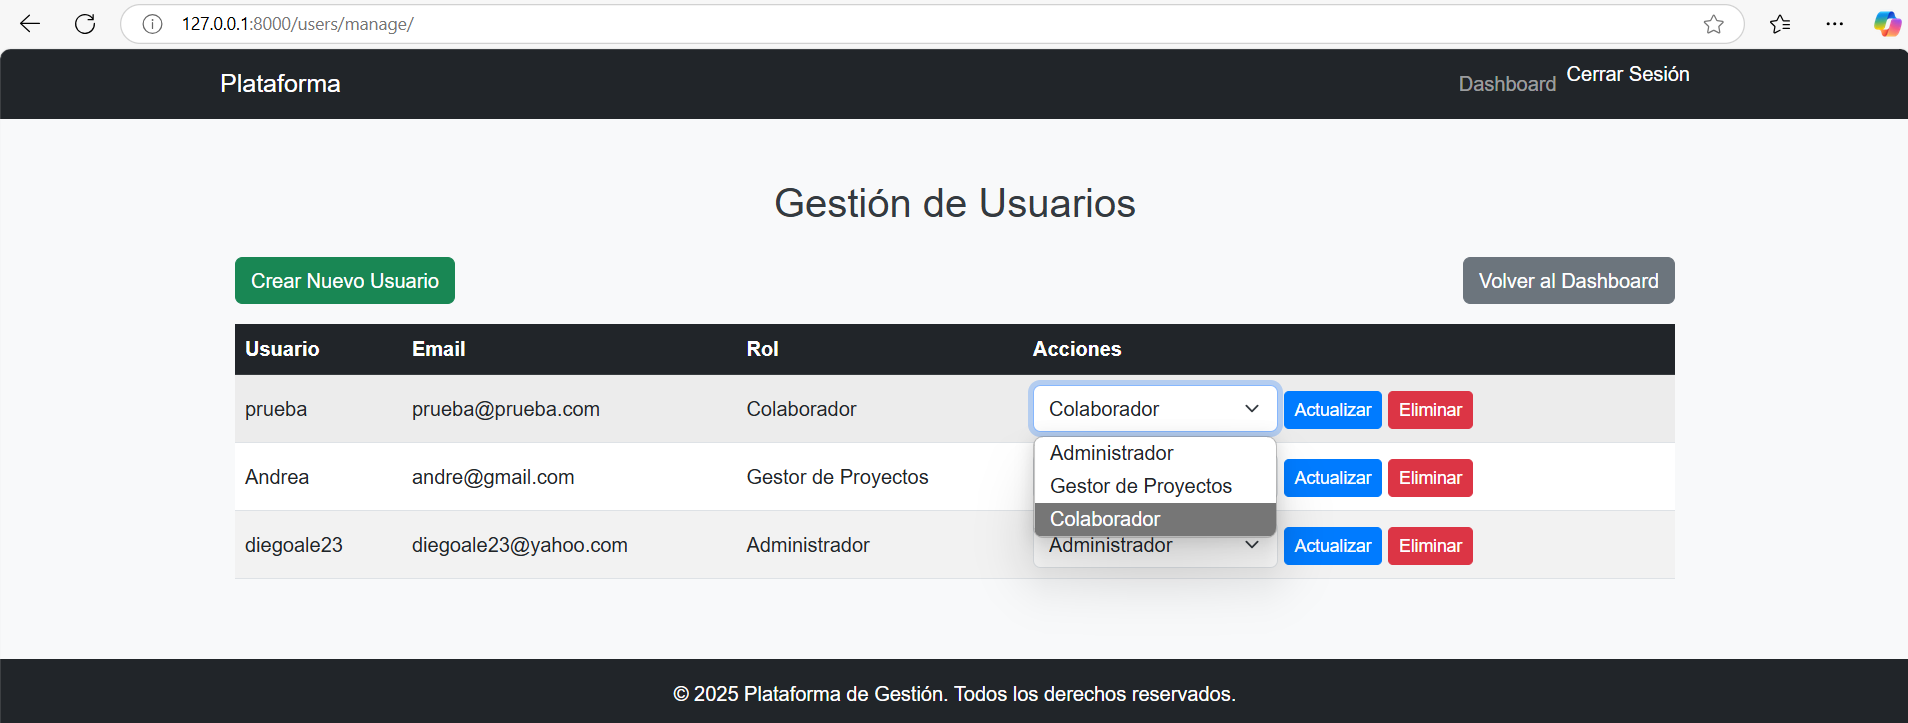 127.0.0.1:8000/users/manage/
Plataforma
Dashboard
Cerrar Sesión
Gestión de Usuarios
Crear Nuevo Usuario
Volver al Dashboard
Usuario Email Rol Acciones
prueba prueba@prueba.com Colaborador Colaborador Actualizar Eliminar
Administrador
Gestor de Proyectos
Colaborador
Andrea andre@gmail.com Gestor de Proyectos Actualizar Eliminar
diegoale23 diegoale23@yahoo.com Administrador Administrador Actualizar Eliminar
© 2025 Plataforma de Gestión. Todos los derechos reservados.